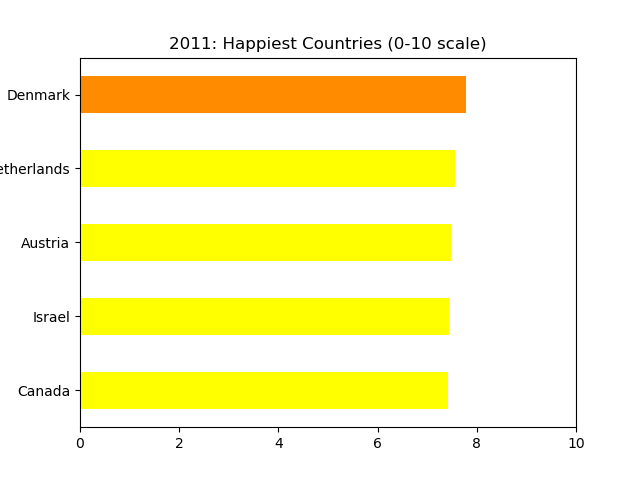 2011: Happiest Countries (0-10 scale)
Denmark
etherlands
Austria
Israel
Canada
0 2 4 6 8 10